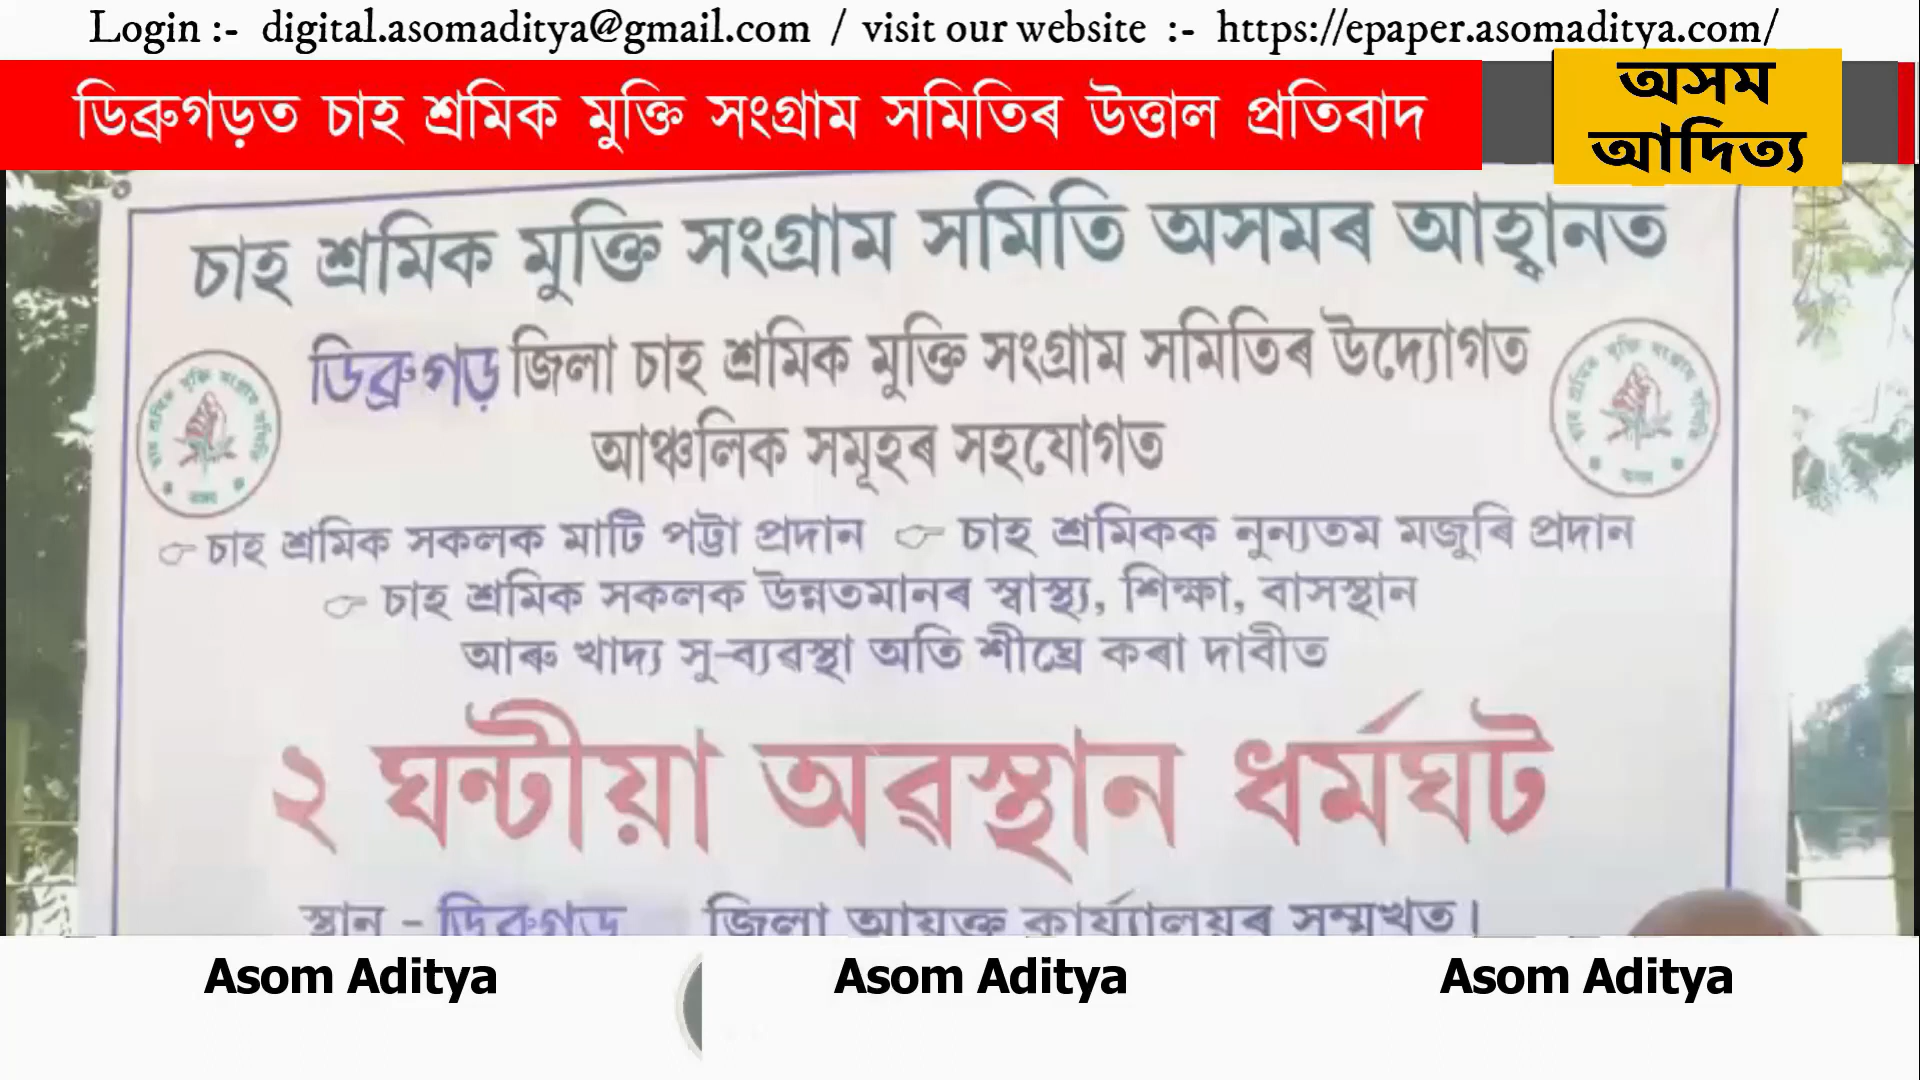 Login :- digital.asomaditya@gmail.com / visit our website :- https://epaper.asomaditya.com/
ডিব্ৰুগড়ত চাহ শ্ৰমিক মুক্তি সংগ্ৰাম সমিতিৰ উত্তাল প্ৰতিবাদ
অসম
আদিত্য
চাহ শ্ৰমিক মুক্তি সংগ্ৰাম সমিতি অসমৰ আহ্বানত
ডিব্ৰুগড় জিলা চাহ শ্ৰমিক মুক্তি সংগ্ৰাম সমিতিৰ উদ্যোগত
আঞ্চলিক সমূহৰ সহযোগত
চাহ শ্ৰমিক সকলক মাটি পট্টা প্ৰদান চাহ শ্ৰমিকক নুন্যতম মজুৰি প্ৰদান
চাহ শ্ৰমিক সকলক উন্নতমানৰ স্বাস্থ্য, শিক্ষা, বাসস্থান
আৰু খাদ্য সু-ব্যৱস্থা অতি শীঘ্ৰে কৰা দাবীত
২ ঘন্টীয়া অৱস্থান ধৰ্মঘট
স্থান - ডিব্ৰুগড় জিলা আয়ুক্ত কাৰ্য্যালয়ৰ সন্মুখত।
Asom Aditya Asom Aditya Asom Aditya